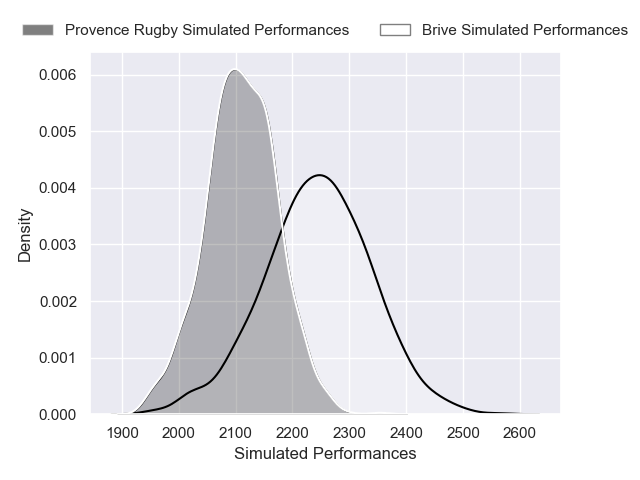 Provence Rugby Simulated Performances
Brive Simulated Performances
0.006
0.005
0.004
0.003
0.002
0.001
0.000
Density
1900 2000 2100 2200 2300 2400 2500 2600
Simulated Performances